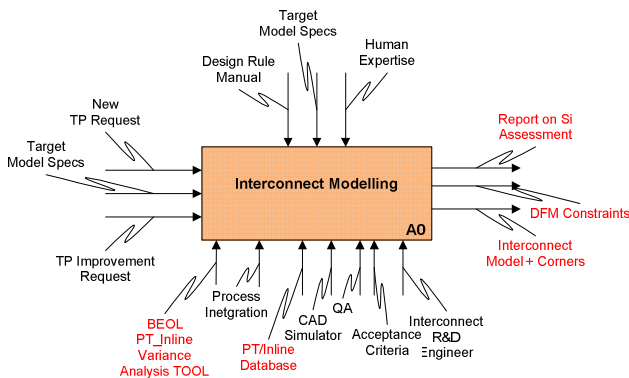 Target
Model Specs
Human
Expertise
Design Rule
Manual
New
TP Request
Target
Model Specs
TP Improvement
Request
Interconnect Modelling
A0
Report on Si
Assessment
DFM Constraints
Interconnect
Model + Corners
BEOL
PT_Inline
Variance
Analysis TOOL
Process
Inetgration
PT/Inline
Database
CAD
Simulator
QA
Acceptance
Criteria
Interconnect
R&D
Engineer